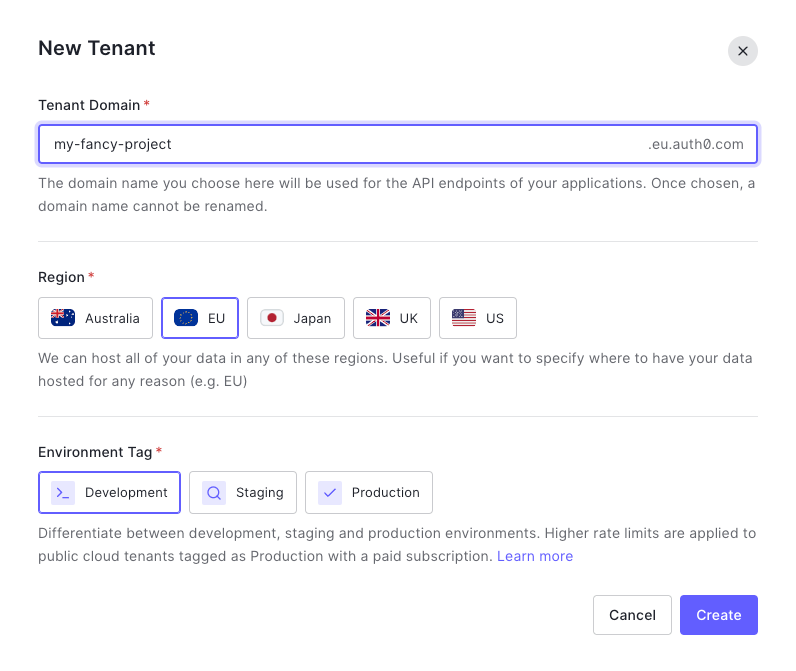 New Tenant
Tenant Domain *
my-fancy-project .eu.auth0.com
The domain name you choose here will be used for the API endpoints of your applications. Once chosen, a
domain name cannot be renamed.
Region *
Australia EU Japan UK US
We can host all of your data in any of these regions. Useful if you want to specify where to have your data
hosted for any reason (e.g. EU)
Environment Tag *
Development Staging Production
Differentiate between development, staging and production environments. Higher rate limits are applied to
public cloud tenants tagged as Production with a paid subscription. Learn more
Cancel Create